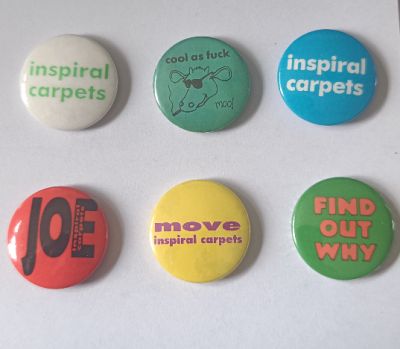 inspiral
carpets
cool as fuck
moo!
inspiral
carpets
JOE
move
inspiral carpets
FIND
OUT
WHY